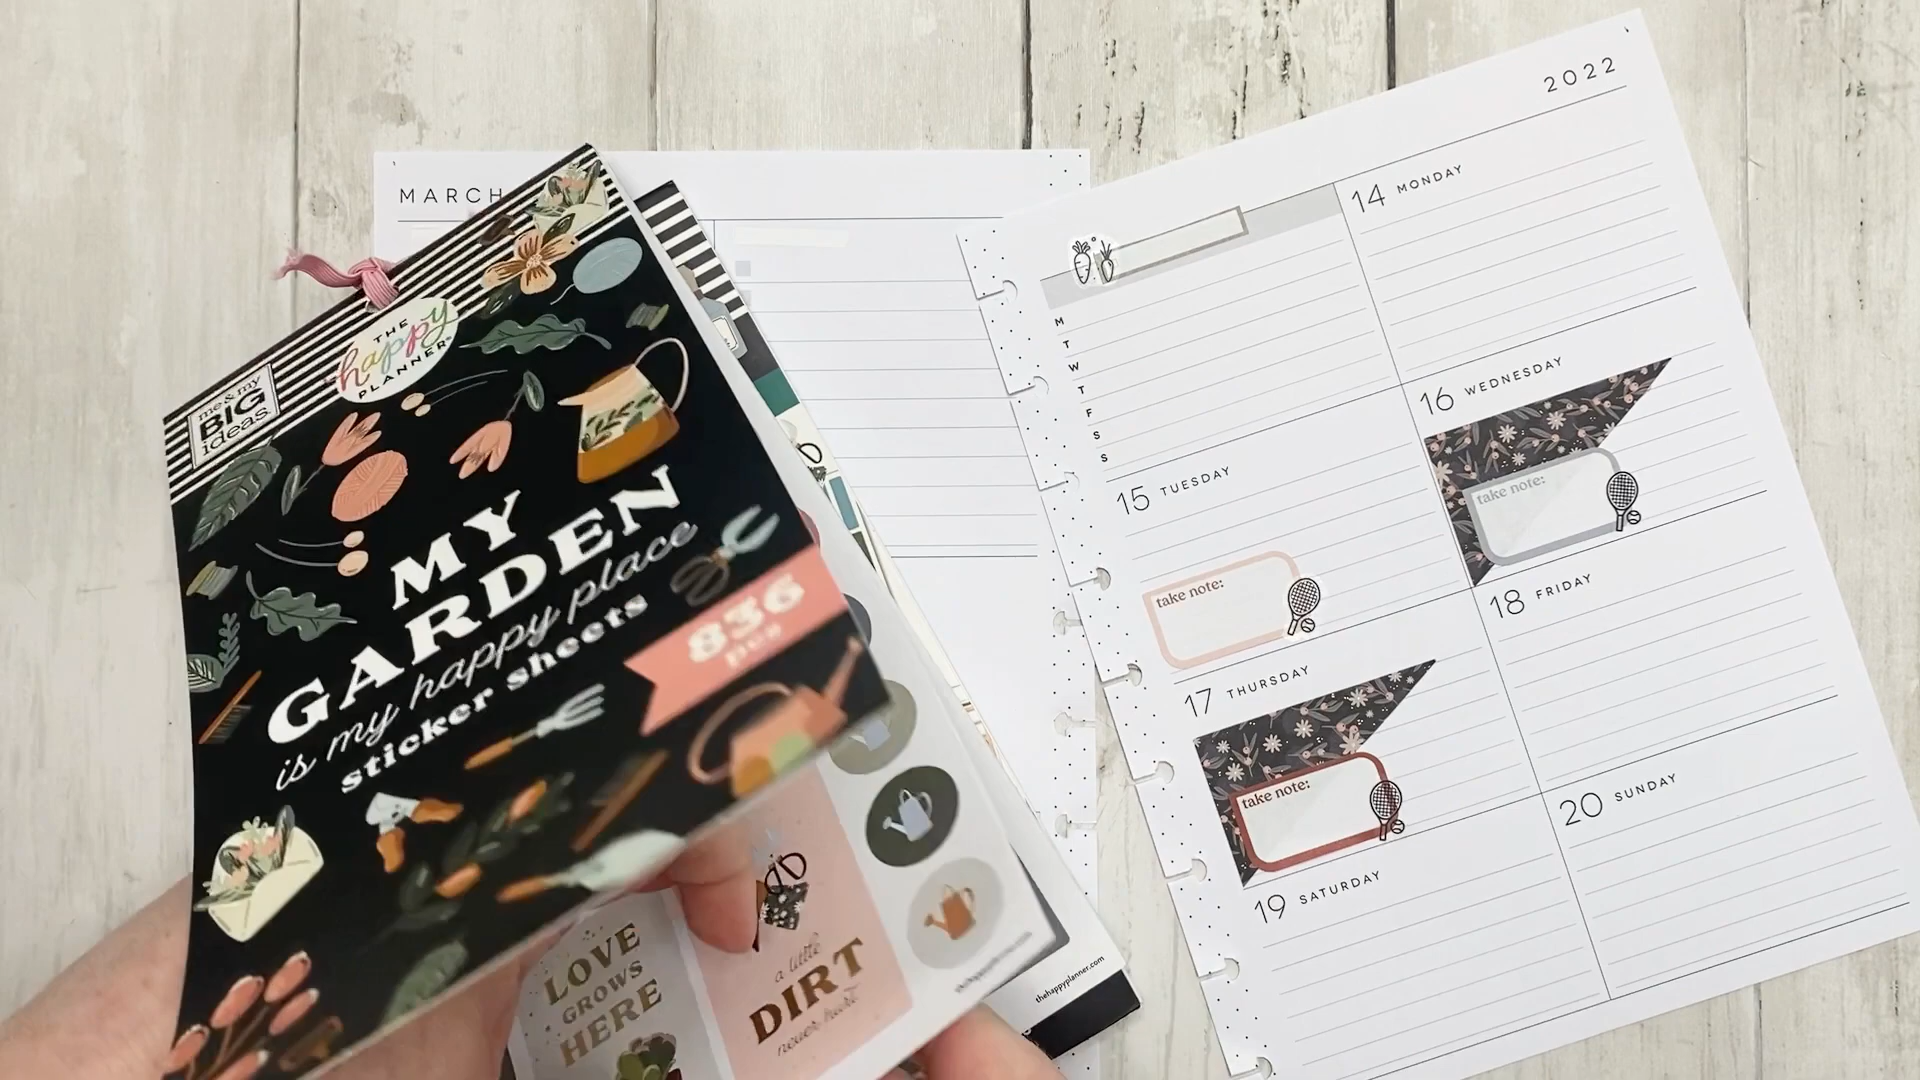 MARCH
me & my
BIG
ideas
THE
happy
PLANNER
MY
GARDEN
is my happy place
sticker sheets
836
pcs
LOVE
GROWS
HERE
a little
DIRT
never hurt
thehappyplanner.com
2022
M
T
W
T
F
S
S
14 MONDAY
15 TUESDAY
take note:
16 WEDNESDAY
take note:
17 THURSDAY
take note:
18 FRIDAY
19 SATURDAY
20 SUNDAY